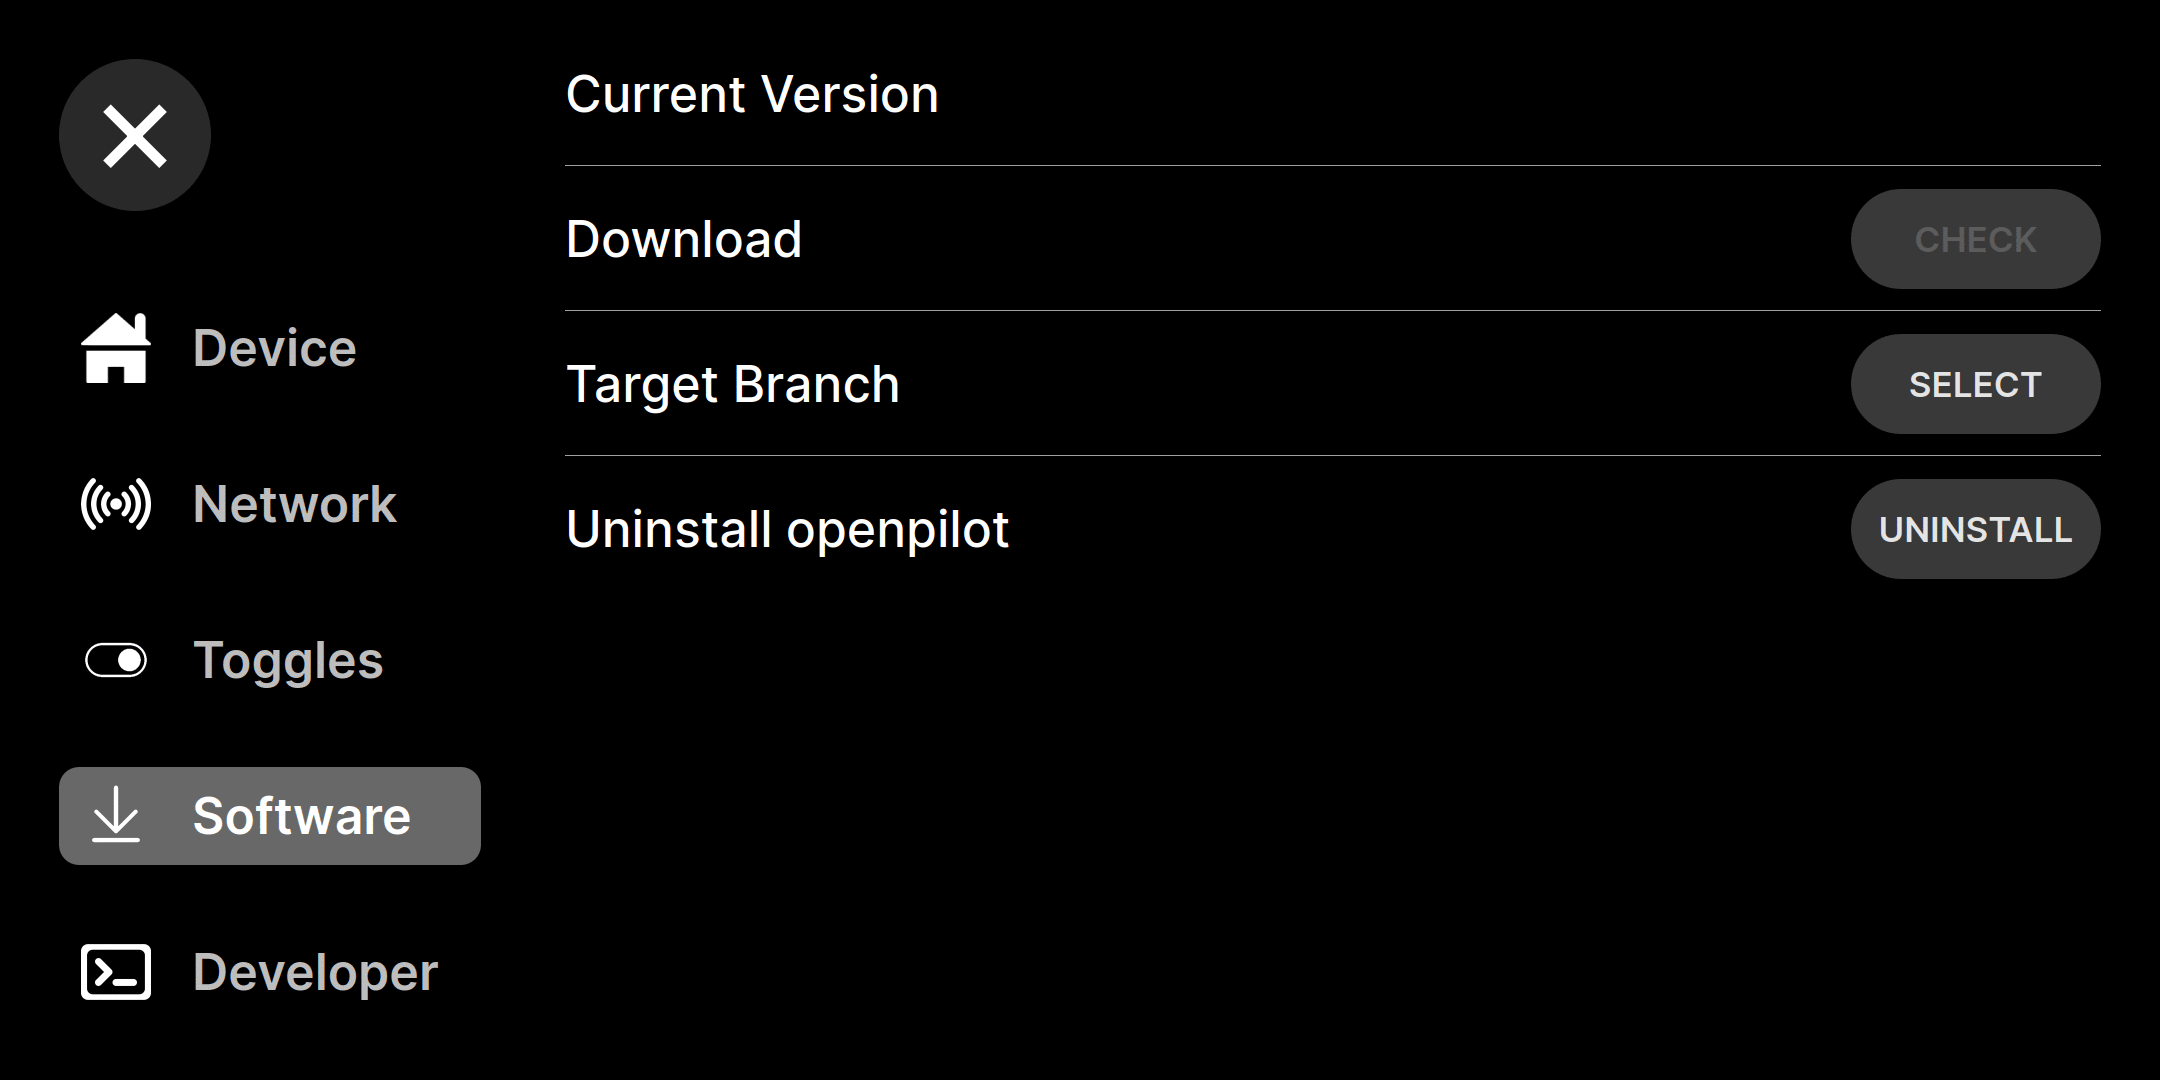 Device
Network
Toggles
Software
Developer
Current Version
Download
CHECK
Target Branch
SELECT
Uninstall openpilot
UNINSTALL